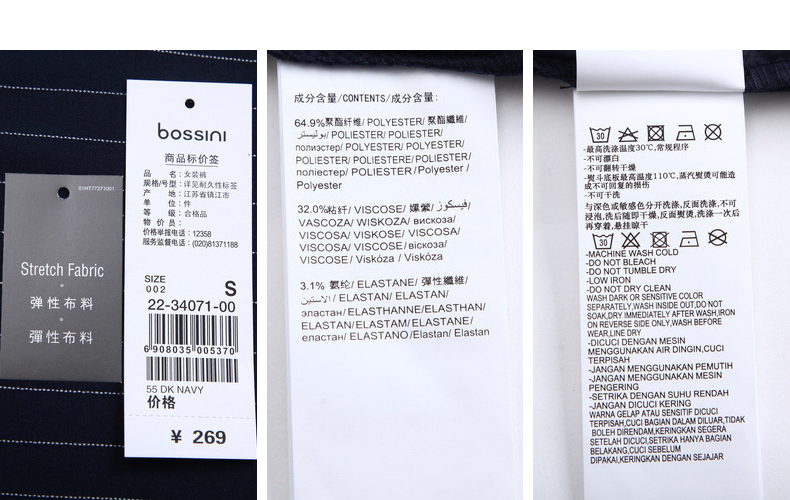 01HT77271001
Stretch Fabric
弹性布料
彈性布料
bossini
商品标价签
品 名：女装裤
规格/号型：详见耐久性标签
产 地：江苏省镇江市
单 位：件
等 级：合格品
物 价 员：
价格举报电话：12358
服务监督电话：(020)81371188
SIZE
002 S
22-34071-00
6 908035 005370
55 DK NAVY
价格
¥ 269
成分含量/CONTENTS/成分含量:
64.9%聚酯纤维/ POLYESTER/ 聚酯纖維/
بوليستر/ POLIESTER/ POLIESTER/
полиэстер/ POLYESTER/ POLYESTER/
POLIESTER/ POLIESTERE/ POLIESTER/
поліестер/ POLIESTER / Polyester /
Polyester
32.0%粘纤/ VISCOSE/ 嫘縈/ فيسكوز/
VASCOZA/ WISKOZA/ вискоза/
VISCOSA/ VISKOSE/ VISCOSA/
VISCOSA/ VISCOSE/ віскоза/
VISCOSE / Viskóza / Viskóza
3.1% 氨纶/ ELASTANE/ 彈性纖維/
الاستين/ ELASTAN/ ELASTAN/
эластан/ ELASTHANNE/ELASTHAN/
ELASTAN/ELASTAM/ ELASTANE/
еластан/ ELASTANO /Elastan/ Elastan
30
-最高洗涤温度30℃,常规程序
-不可漂白
-不可翻转干燥
-熨斗底板最高温度110℃,蒸汽熨烫可能造
成不可回复的损伤
-不可干洗
与深色或敏感色分开洗涤,反面洗涤,不可
浸泡,洗后随即干燥,反面熨烫,洗涤一次后
再穿着,悬挂晾干
30
-MACHINE WASH COLD
-DO NOT BLEACH
-DO NOT TUMBLE DRY
-LOW IRON
-DO NOT DRY CLEAN
WASH DARK OR SENSITIVE COLOR
SEPARATELY,WASH INSIDE OUT,DO NOT
SOAK,DRY IMMEDIATELY AFTER WASH,IRON
ON REVERSE SIDE ONLY,WASH BEFORE
WEAR,LINE DRY
-DICUCI DENGAN MESIN
MENGGUNAKAN AIR DINGIN,CUCI
TERPISAH
-JANGAN MENGGUNAKAN PEMUTIH
-JANGAN MENGGUNAKAN MESIN
PENGERING
-SETRIKA DENGAN SUHU RENDAH
-JANGAN DICUCI KERING
WARNA GELAP ATAU SENSITIF DICUCI
TERPISAH,CUCI BAGIAN DALAM DILUAR,TIDAK
BOLEH DIRENDAM,KERINGKAN SEGERA
SETELAH DICUCI,SETRIKA HANYA BAGIAN
BELAKANG,CUCI SEBELUM
DIPAKAI,KERINGKAN DENGAN SEJAJAR